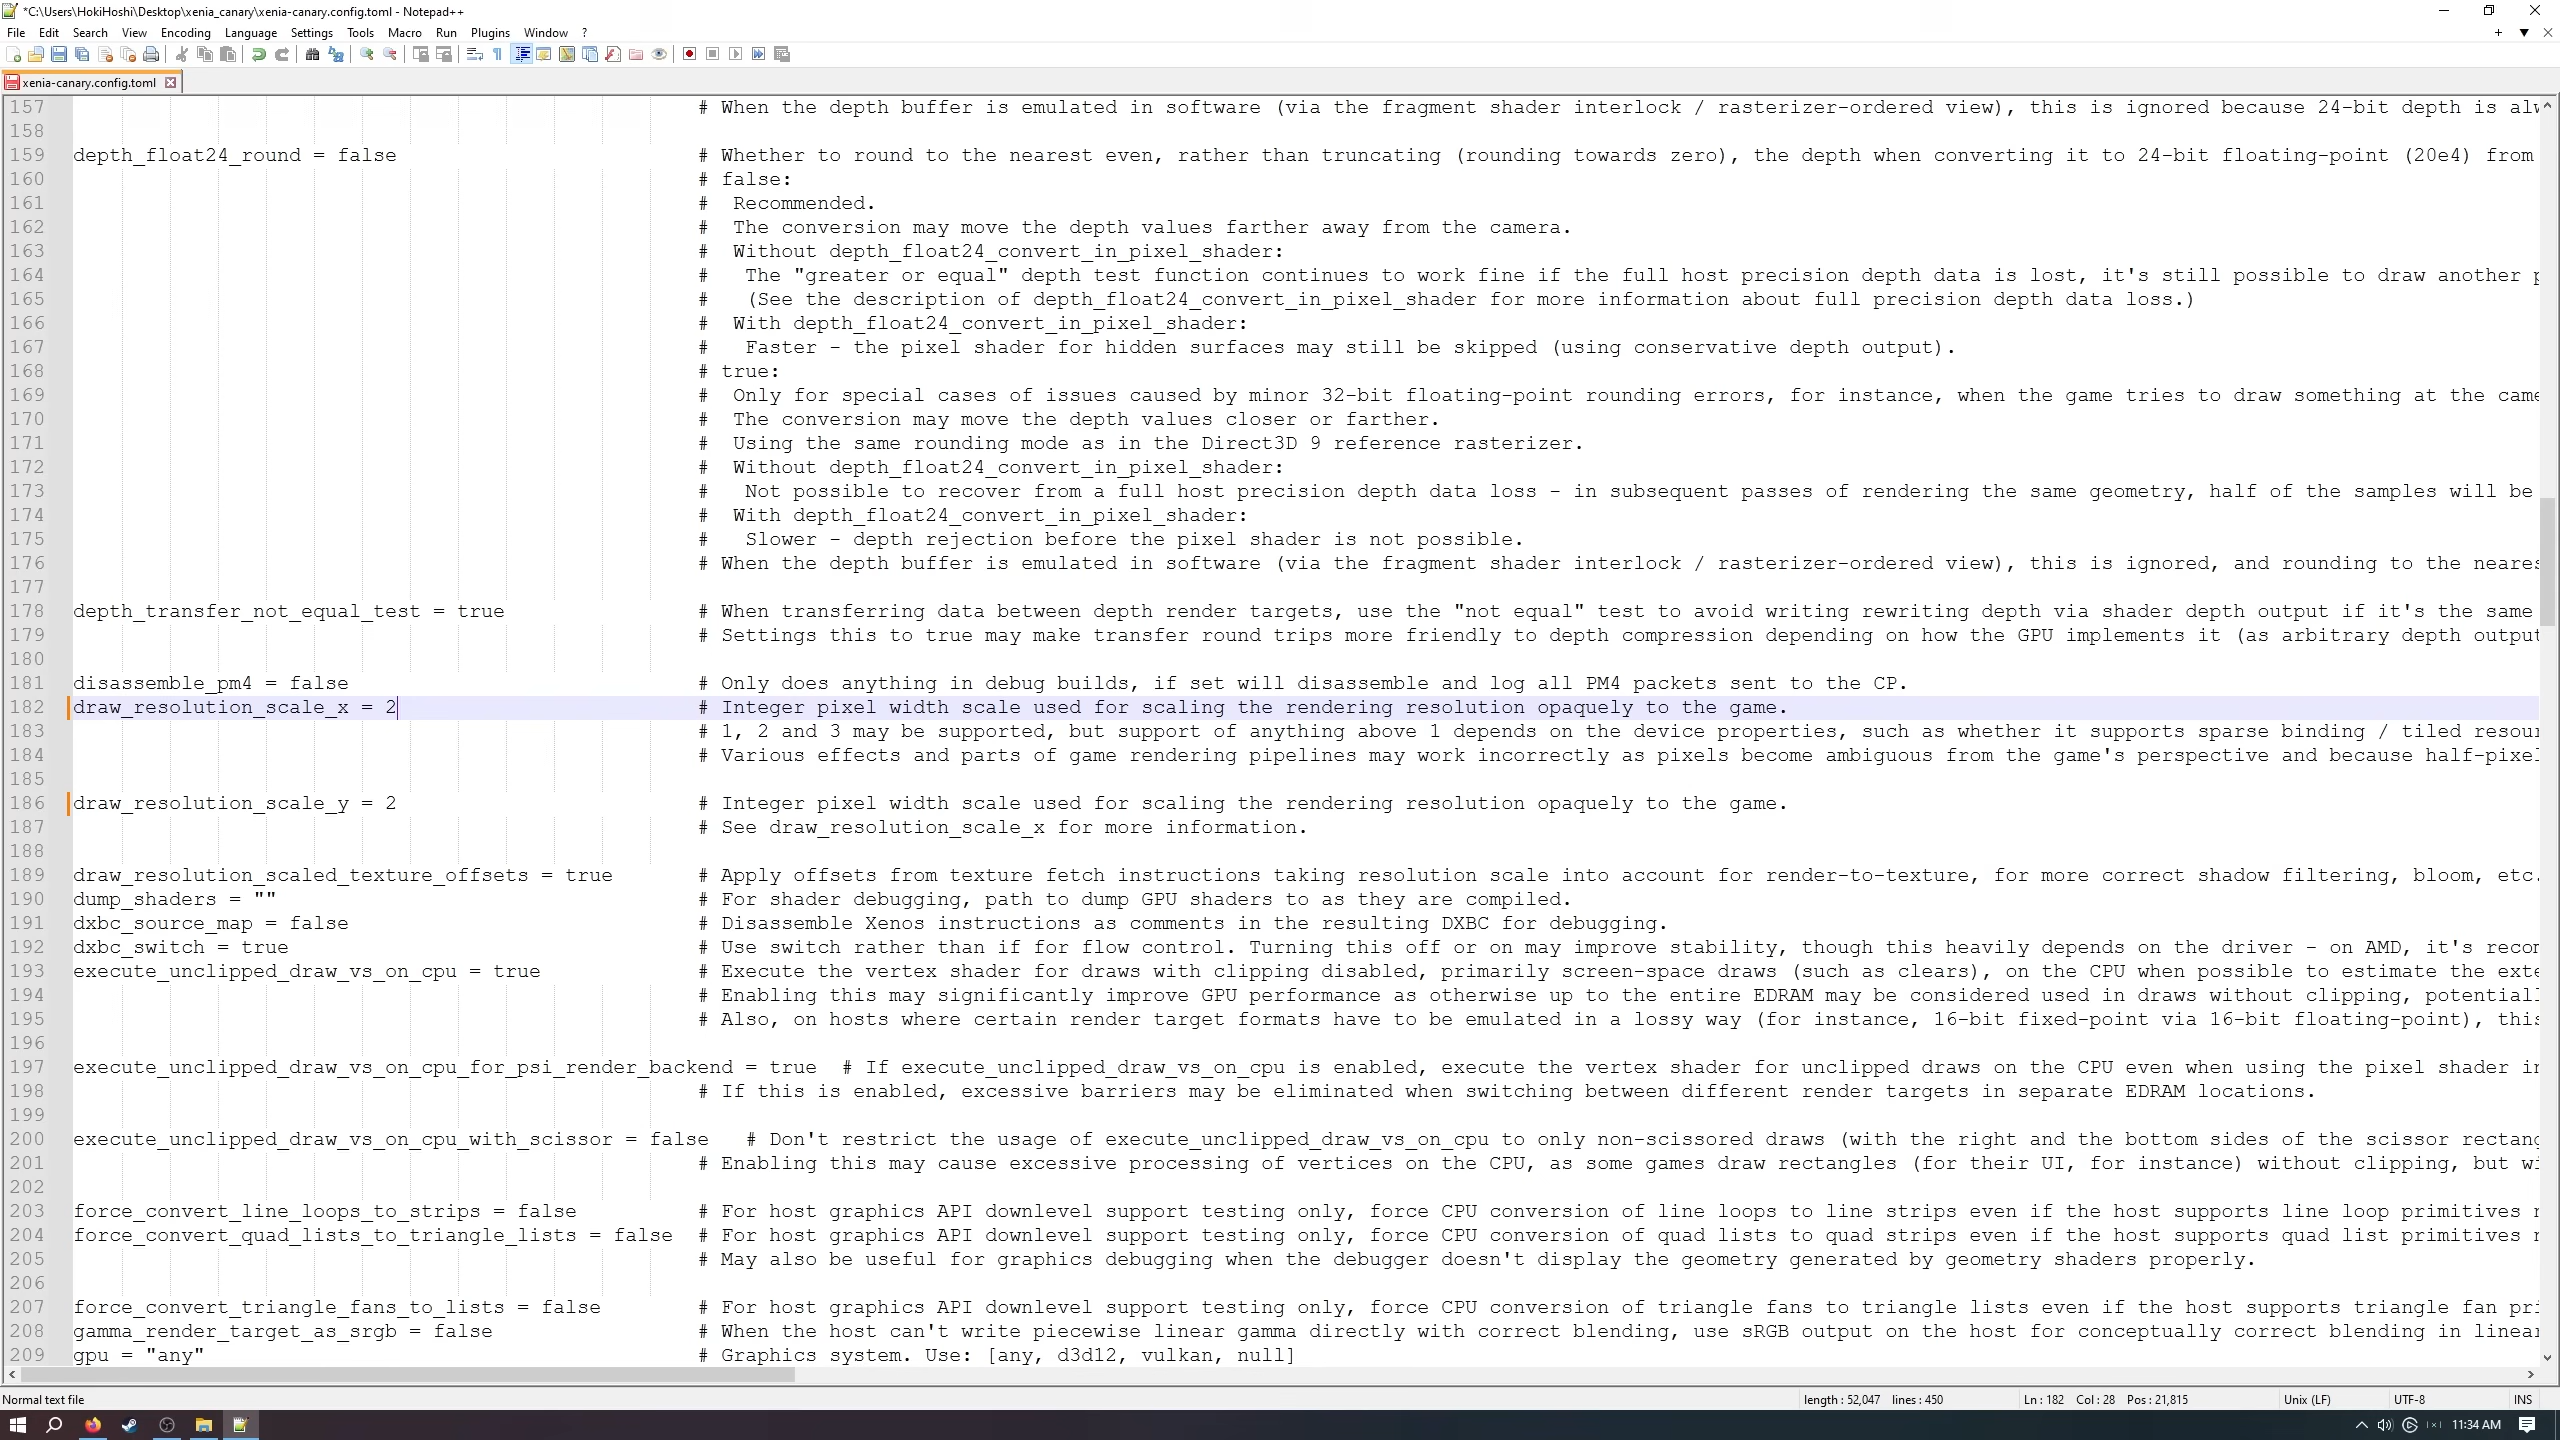 *C:\Users\HokiHoshi\Desktop\xenia_canary\xenia-canary.config.toml - Notepad++
File Edit Search View Encoding Language Settings Tools Macro Run Plugins Window ?
xenia-canary.config.toml
157 # When the depth buffer is emulated in software (via the fragment shader interlock / rasterizer-ordered view), this is ignored because 24-bit depth is
158
159 depth_float24_round = false # Whether to round to the nearest even, rather than truncating (rounding towards zero), the depth when converting it to 24-bit floating-point (20e4) from
160 # false:
161 #  Recommended.
162 #  The conversion may move the depth values farther away from the camera.
163 #  Without depth_float24_convert_in_pixel_shader:
164 #   The "greater or equal" depth test function continues to work fine if the full host precision depth data is lost, it's still possible to draw another
165 #   (See the description of depth_float24_convert_in_pixel_shader for more information about full precision depth data loss.)
166 #  With depth_float24_convert_in_pixel_shader:
167 #   Faster - the pixel shader for hidden surfaces may still be skipped (using conservative depth output).
168 # true:
169 #  Only for special cases of issues caused by minor 32-bit floating-point rounding errors, for instance, when the game tries to draw something at the
170 #  The conversion may move the depth values closer or farther.
171 #  Using the same rounding mode as in the Direct3D 9 reference rasterizer.
172 #  Without depth_float24_convert_in_pixel_shader:
173 #   Not possible to recover from a full host precision depth data loss - in subsequent passes of rendering the same geometry, half of the samples will be
174 #  With depth_float24_convert_in_pixel_shader:
175 #   Slower - depth rejection before the pixel shader is not possible.
176 # When the depth buffer is emulated in software (via the fragment shader interlock / rasterizer-ordered view), this is ignored, and rounding to the
177
178 depth_transfer_not_equal_test = true # When transferring data between depth render targets, use the "not equal" test to avoid writing rewriting depth via shader depth output if it's the same
179 # Settings this to true may make transfer round trips more friendly to depth compression depending on how the GPU implements it (as arbitrary depth output
180
181 disassemble_pm4 = false # Only does anything in debug builds, if set will disassemble and log all PM4 packets sent to the CP.
182 draw_resolution_scale_x = 2 # Integer pixel width scale used for scaling the rendering resolution opaquely to the game.
183 # 1, 2 and 3 may be supported, but support of anything above 1 depends on the device properties, such as whether it supports sparse binding / tiled
184 # Various effects and parts of game rendering pipelines may work incorrectly as pixels become ambiguous from the game's perspective and because half-pixel
185
186 draw_resolution_scale_y = 2 # Integer pixel width scale used for scaling the rendering resolution opaquely to the game.
187 # See draw_resolution_scale_x for more information.
188
189 draw_resolution_scaled_texture_offsets = true # Apply offsets from texture fetch instructions taking resolution scale into account for render-to-texture, for more correct shadow filtering, bloom, etc.
190 dump_shaders = "" # For shader debugging, path to dump GPU shaders to as they are compiled.
191 dxbc_source_map = false # Disassemble Xenos instructions as comments in the resulting DXBC for debugging.
192 dxbc_switch = true # Use switch rather than if for flow control. Turning this off or on may improve stability, though this heavily depends on the driver - on AMD, it's
193 execute_unclipped_draw_vs_on_cpu = true # Execute the vertex shader for draws with clipping disabled, primarily screen-space draws (such as clears), on the CPU when possible to estimate the
194 # Enabling this may significantly improve GPU performance as otherwise up to the entire EDRAM may be considered used in draws without clipping,
195 # Also, on hosts where certain render target formats have to be emulated in a lossy way (for instance, 16-bit fixed-point via 16-bit floating-point), this
196
197 execute_unclipped_draw_vs_on_cpu_for_psi_render_backend = true # If execute_unclipped_draw_vs_on_cpu is enabled, execute the vertex shader for unclipped draws on the CPU even when using the pixel shader
198 # If this is enabled, excessive barriers may be eliminated when switching between different render targets in separate EDRAM locations.
199
200 execute_unclipped_draw_vs_on_cpu_with_scissor = false # Don't restrict the usage of execute_unclipped_draw_vs_on_cpu to only non-scissored draws (with the right and the bottom sides of the scissor
201 # Enabling this may cause excessive processing of vertices on the CPU, as some games draw rectangles (for their UI, for instance) without clipping, but
202
203 force_convert_line_loops_to_strips = false # For host graphics API downlevel support testing only, force CPU conversion of line loops to line strips even if the host supports line loop primitives
204 force_convert_quad_lists_to_triangle_lists = false # For host graphics API downlevel support testing only, force CPU conversion of quad lists to quad strips even if the host supports quad list primitives
205 # May also be useful for graphics debugging when the debugger doesn't display the geometry generated by geometry shaders properly.
206
207 force_convert_triangle_fans_to_lists = false # For host graphics API downlevel support testing only, force CPU conversion of triangle fans to triangle lists even if the host supports triangle fan
208 gamma_render_target_as_srgb = false # When the host can't write piecewise linear gamma directly with correct blending, use sRGB output on the host for conceptually correct blending in linear
209 gpu = "any" # Graphics system. Use: [any, d3d12, vulkan, null]
Normal text file length : 52,047 lines : 450 Ln : 182 Col : 28 Pos : 21,815 Unix (LF) UTF-8 INS
11:34 AM